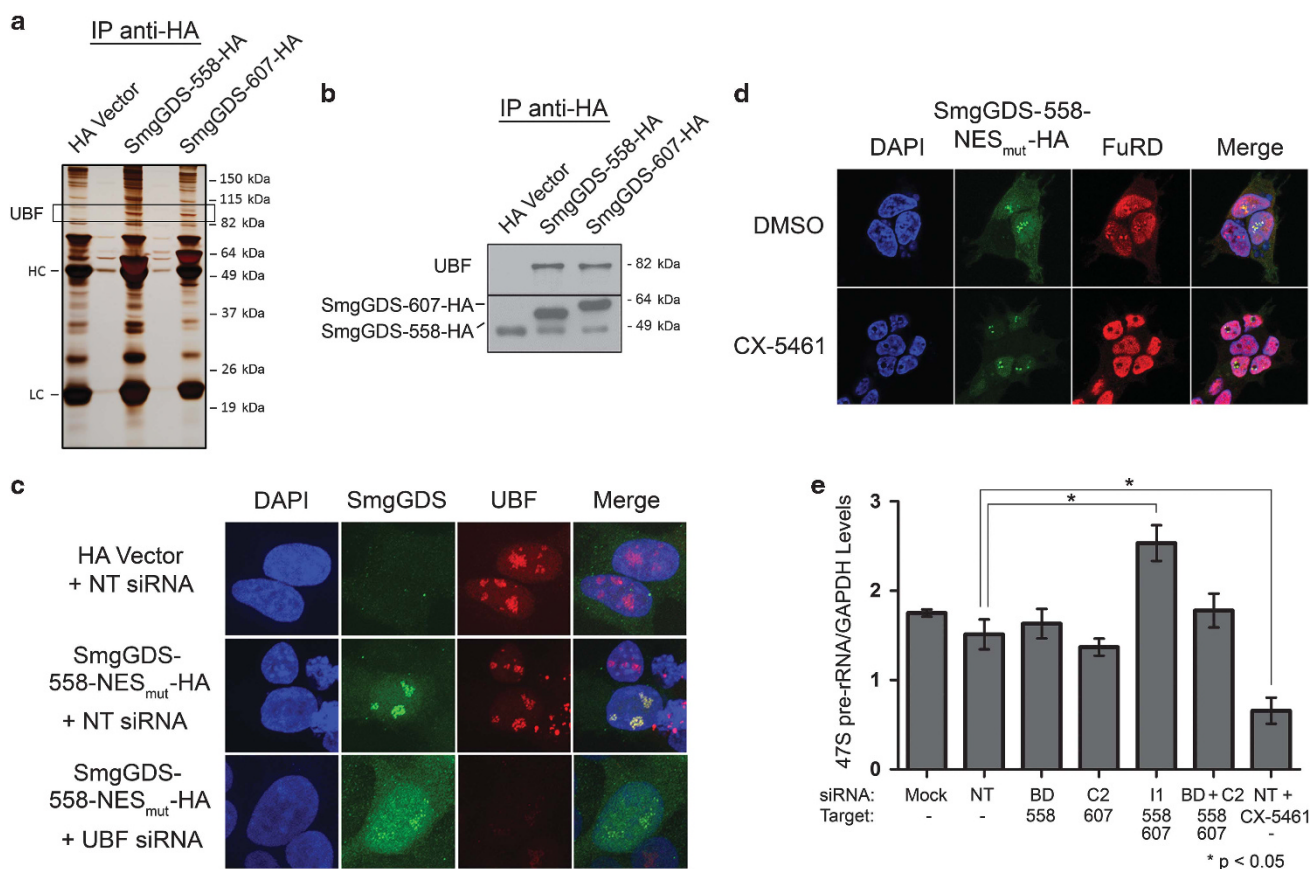 a
IP anti-HA
HA Vector
SmgGDS-558-HA
SmgGDS-607-HA
150 kDa
115 kDa
UBF
82 kDa
64 kDa
HC
49 kDa
37 kDa
26 kDa
LC
19 kDa
b
IP anti-HA
HA Vector
SmgGDS-558-HA
SmgGDS-607-HA
UBF
- 82 kDa
SmgGDS-607-HA
- 64 kDa
SmgGDS-558-HA
- 49 kDa
c
DAPI SmgGDS UBF Merge
HA Vector
+ NT siRNA
SmgGDS-
558-NESmut-HA
+ NT siRNA
SmgGDS-
558-NESmut-HA
+ UBF siRNA
d
SmgGDS-558-
DAPI NESmut-HA FuRD Merge
DMSO
CX-5461
e
47S pre-rRNA/GAPDH Levels
3
2
1
0
*
*
siRNA: Mock NT BD C2 I1 BD + C2 NT +
Target: - - 558 607 558 558 CX-5461
607 607 -
* p < 0.05